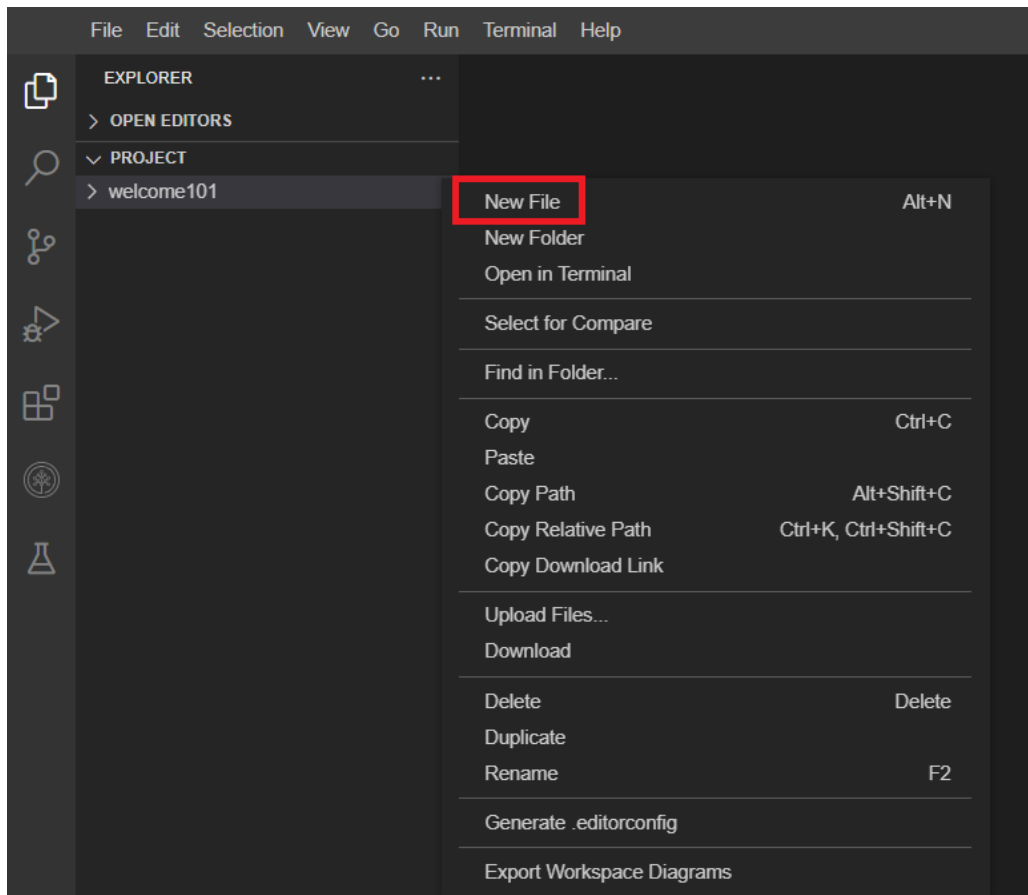 File Edit Selection View Go Run Terminal Help
EXPLORER ...
OPEN EDITORS
PROJECT
welcome101
New File Alt+N
New Folder
Open in Terminal
Select for Compare
Find in Folder...
Copy Ctrl+C
Paste
Copy Path Alt+Shift+C
Copy Relative Path Ctrl+K, Ctrl+Shift+C
Copy Download Link
Upload Files...
Download
Delete Delete
Duplicate
Rename F2
Generate .editorconfig
Export Workspace Diagrams